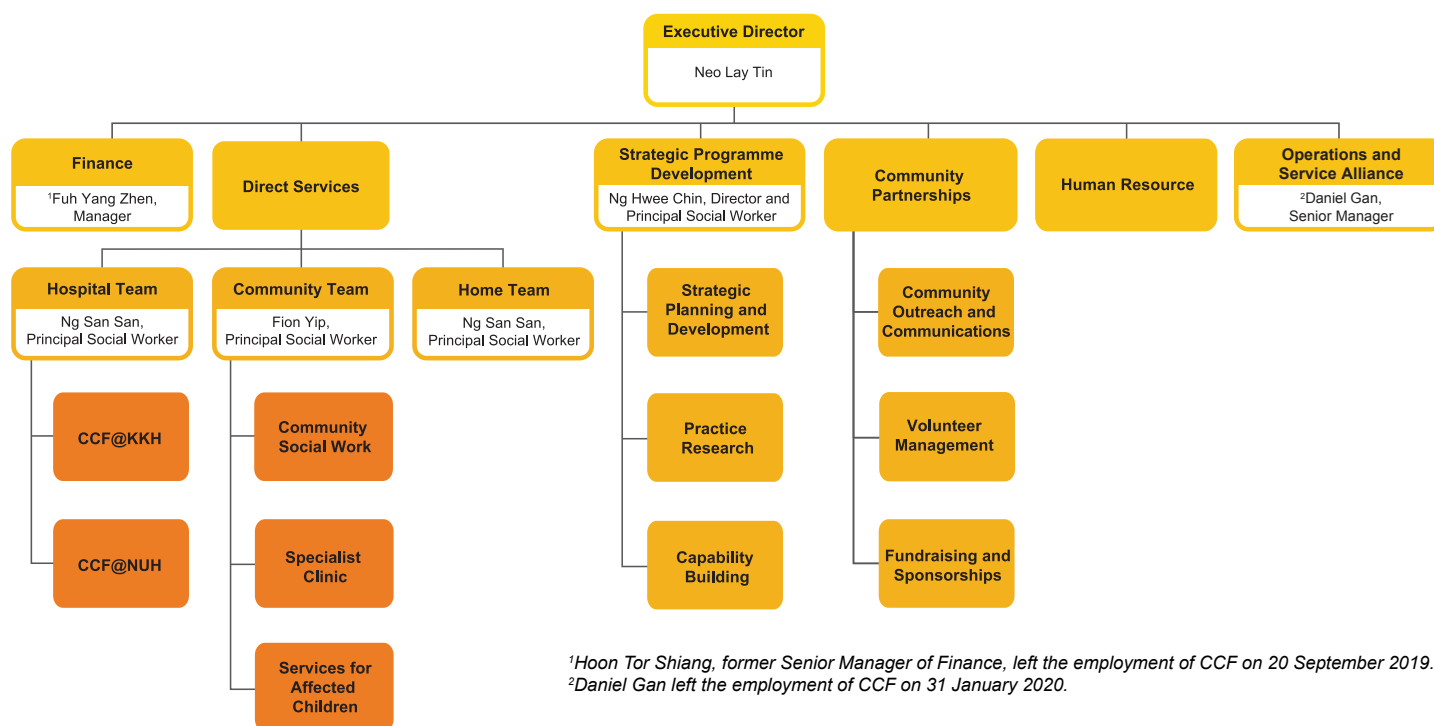 Executive Director
Neo Lay Tin
Finance
¹Fuh Yang Zhen,
Manager
Direct Services
Strategic Programme
Development
Ng Hwee Chin, Director and
Principal Social Worker
Community
Partnerships
Human Resource
Operations and
Service Alliance
²Daniel Gan,
Senior Manager
Hospital Team
Ng San San,
Principal Social Worker
Community Team
Fion Yip,
Principal Social Worker
Home Team
Ng San San,
Principal Social Worker
Strategic
Planning and
Development
Community
Outreach and
Communications
CCF@KKH
Community
Social Work
Practice
Research
Volunteer
Management
CCF@NUH
Specialist
Clinic
Capability
Building
Fundraising and
Sponsorships
Services for
Affected
Children
¹Hoon Tor Shiang, former Senior Manager of Finance, left the employment of CCF on 20 September 2019.
²Daniel Gan left the employment of CCF on 31 January 2020.